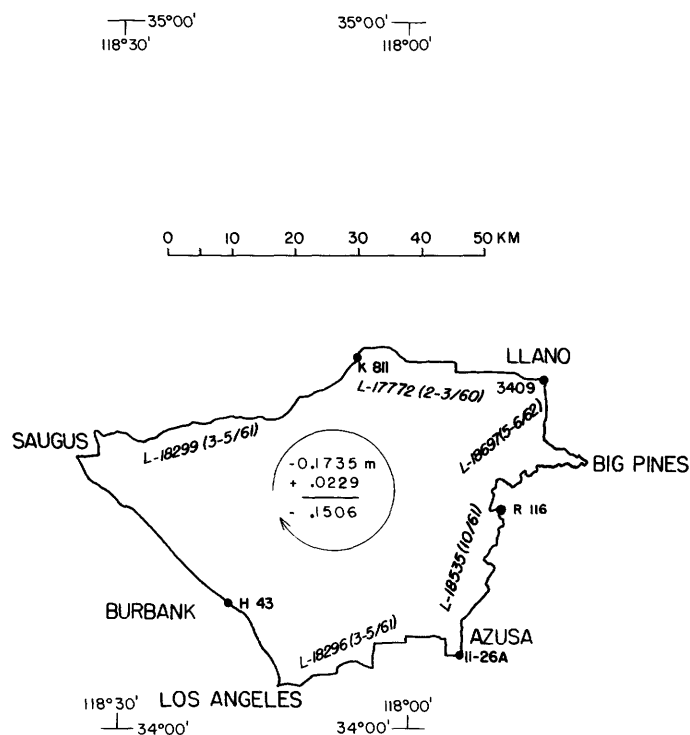 35°00' 35°00'
118°30' 118°00'
0 10 20 30 40 50 KM
LLANO
K 811
3409
L-17772 (2-3/60)
SAUGUS
L-18299 (3-5/61)
L-18697(5-6/62)
BIG PINES
-0.1735 m
+ .0229
- .1506
R 116
L-18535 (10/61)
BURBANK
H 43
AZUSA
L-18296 (3-5/61)
11-26A
LOS ANGELES
118°30' 118°00'
34°00' 34°00'